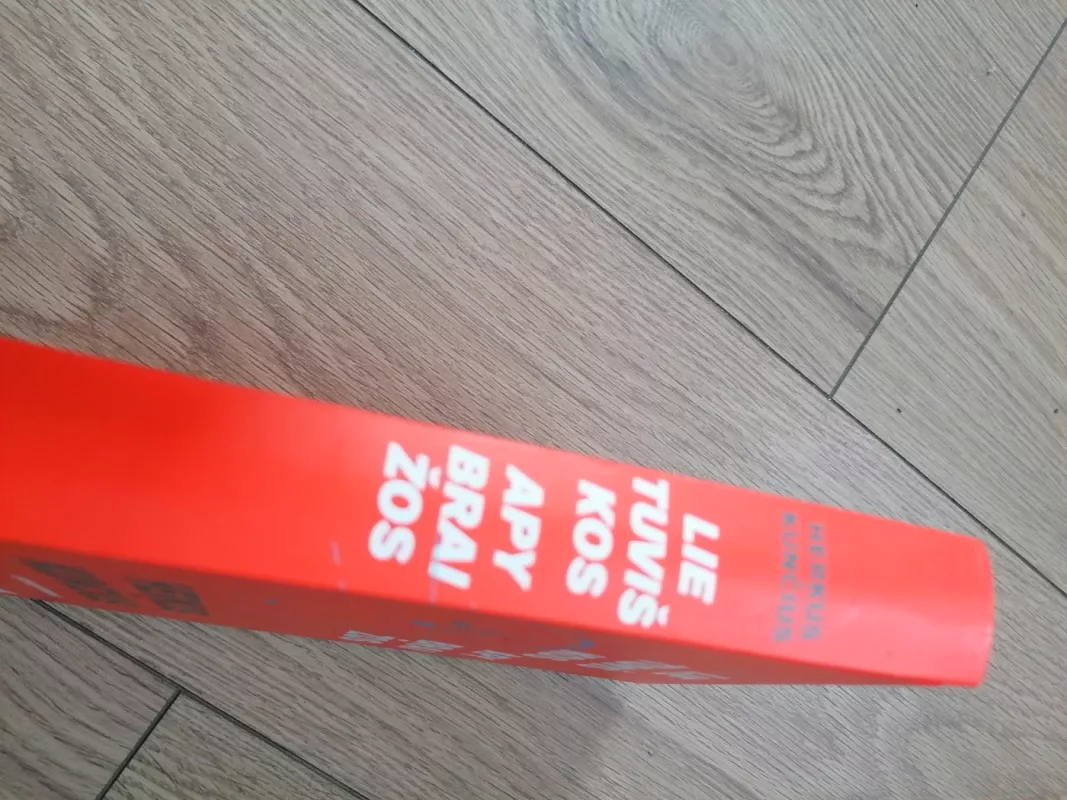 HERKUS
KUNČIUS
LIE
TUVIŠ
KOS
APY
BRAI
ŽOS